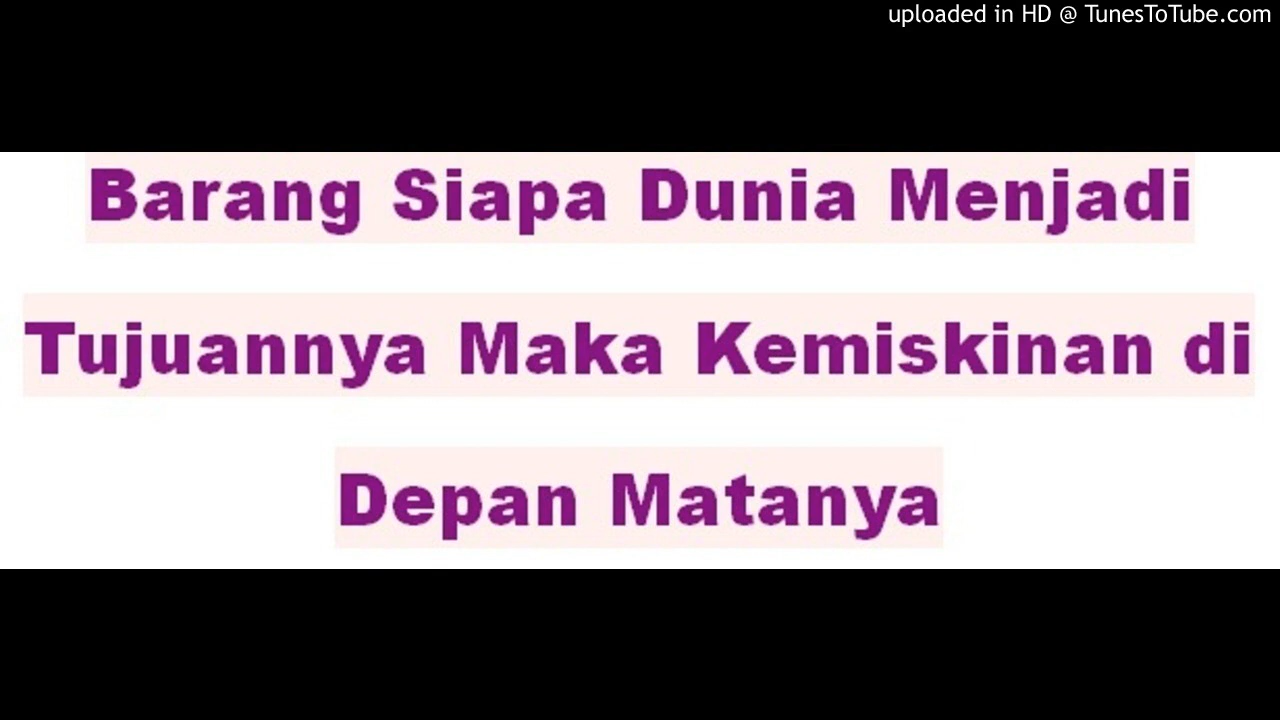 uploaded in HD @ TunesToTube.com
Barang Siapa Dunia Menjadi
Tujuannya Maka Kemiskinan di
Depan Matanya